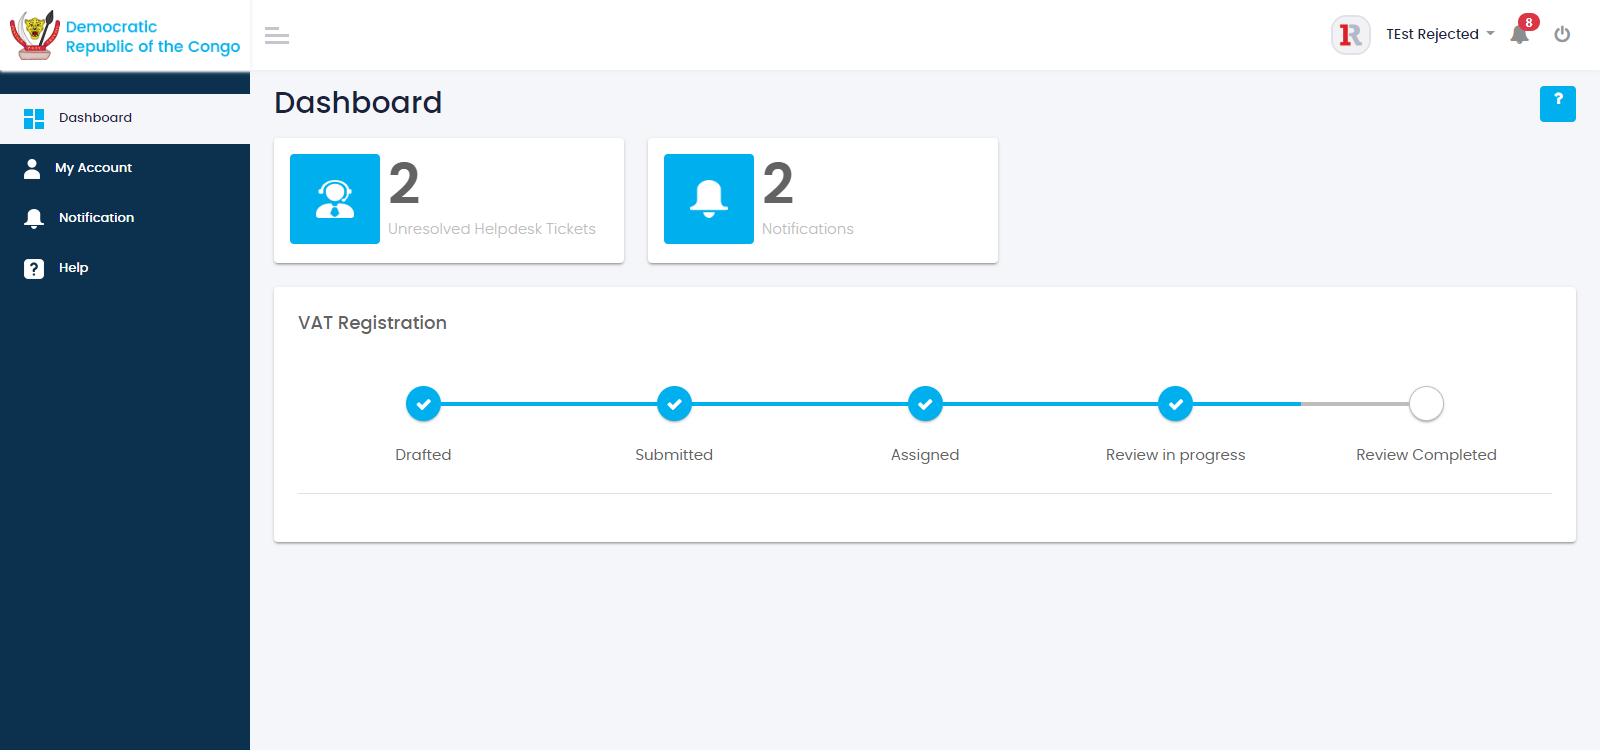 Democratic
Republic of the Congo
TEst Rejected
8
Dashboard
My Account
Notification
? Help
Dashboard
?
2
Unresolved Helpdesk Tickets
2
Notifications
VAT Registration
Drafted
Submitted
Assigned
Review in progress
Review Completed